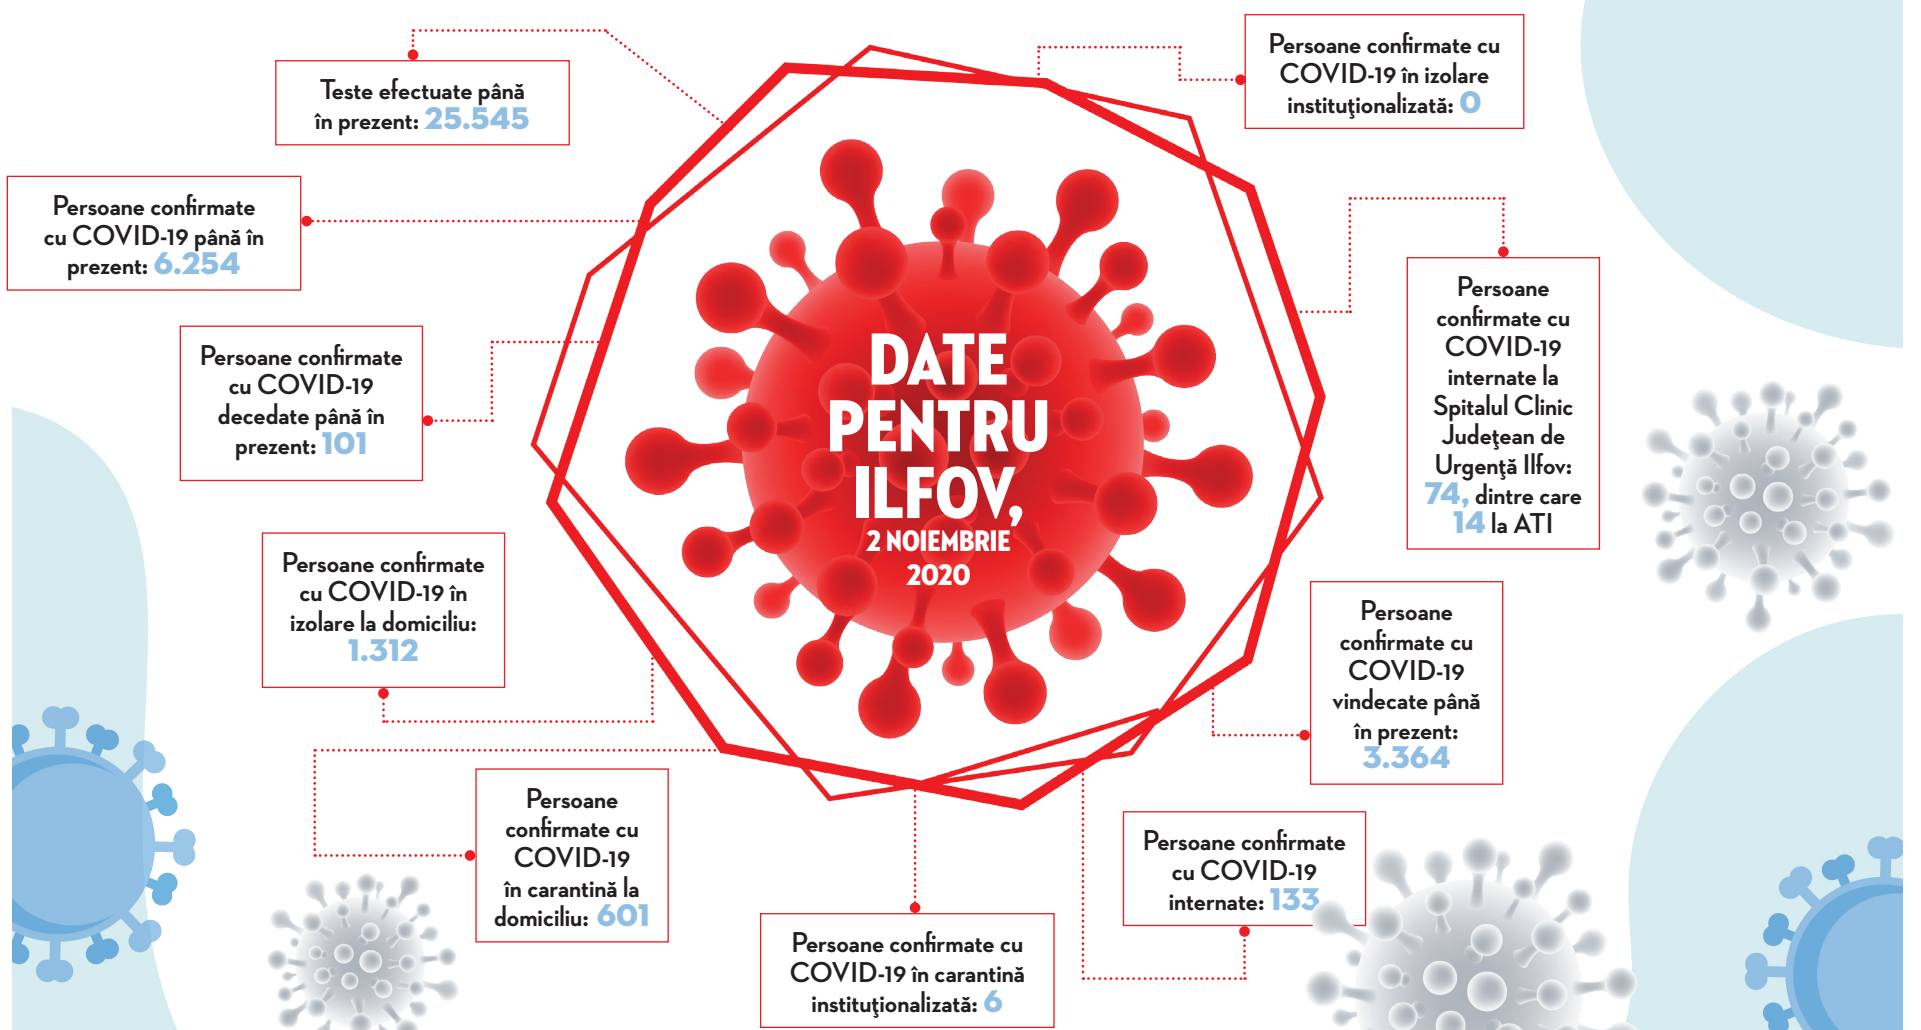 Teste efectuate până
în prezent: 25.545
Persoane confirmate
cu COVID-19 până în
prezent: 6.254
Persoane confirmate
cu COVID-19
decedate până în
prezent: 101
Persoane confirmate
cu COVID-19 în
izolare la domiciliu:
1.312
Persoane
confirmate cu
COVID-19
în carantină la
domiciliu: 601
DATE
PENTRU
ILFOV,
2 NOIEMBRIE
2020
Persoane confirmate cu
COVID-19 în carantină
instituţionalizată: 6
Persoane confirmate
cu COVID-19
internate: 133
Persoane
confirmate cu
COVID-19
vindecate până
în prezent:
3.364
Persoane
confirmate cu
COVID-19
internate la
Spitalul Clinic
Judeţean de
Urgenţă Ilfov:
74, dintre care
14 la ATI
Persoane confirmate cu
COVID-19 în izolare
instituţionalizată: 0